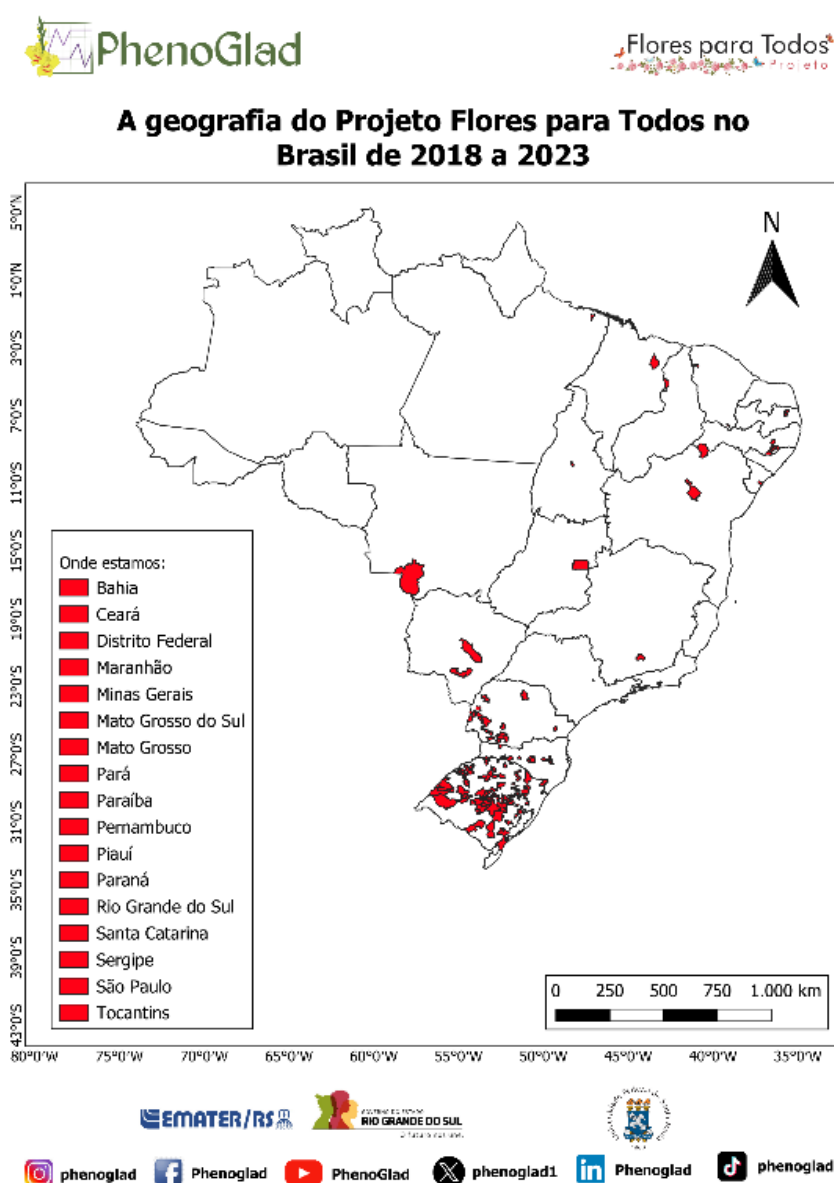 PhenoGlad
Flores para Todos
Projeto
A geografia do Projeto Flores para Todos no
Brasil de 2018 a 2023
N
5°0'N
1°0'N
3°0'S
7°0'S
11°0'S
15°0'S
19°0'S
23°0'S
27°0'S
31°0'S
35°0'S
39°0'S
43°0'S
Onde estamos:
Bahia
Ceará
Distrito Federal
Maranhão
Minas Gerais
Mato Grosso do Sul
Mato Grosso
Pará
Paraíba
Pernambuco
Piauí
Paraná
Rio Grande do Sul
Santa Catarina
Sergipe
São Paulo
Tocantins
0 250 500 750 1.000 km
80°0'W 75°0'W 70°0'W 65°0'W 60°0'W 55°0'W 50°0'W 45°0'W 40°0'W 35°0'W
EMATER/RS
GOVERNO DO ESTADO
RIO GRANDE DO SUL
phenoglad Phenoglad PhenoGlad phenoglad1 Phenoglad phenoglad